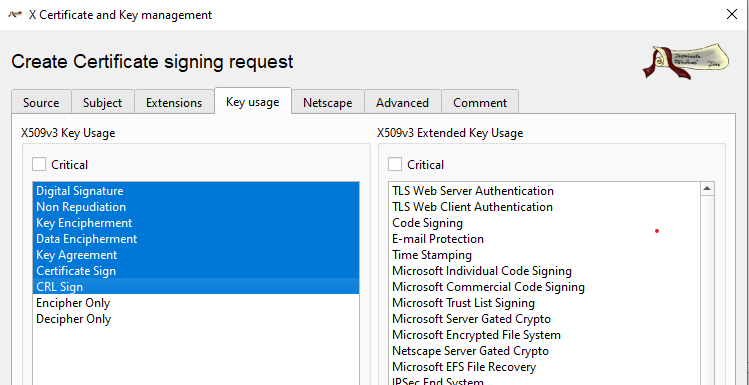 X Certificate and Key management
Create Certificate signing request
Source Subject Extensions Key usage Netscape Advanced Comment
X509v3 Key Usage
Critical
Digital Signature
Non Repudiation
Key Encipherment
Data Encipherment
Key Agreement
Certificate Sign
CRL Sign
Encipher Only
Decipher Only
X509v3 Extended Key Usage
Critical
TLS Web Server Authentication
TLS Web Client Authentication
Code Signing
E-mail Protection
Time Stamping
Microsoft Individual Code Signing
Microsoft Commercial Code Signing
Microsoft Trust List Signing
Microsoft Server Gated Crypto
Microsoft Encrypted File System
Netscape Server Gated Crypto
Microsoft EFS File Recovery
IPSec End System